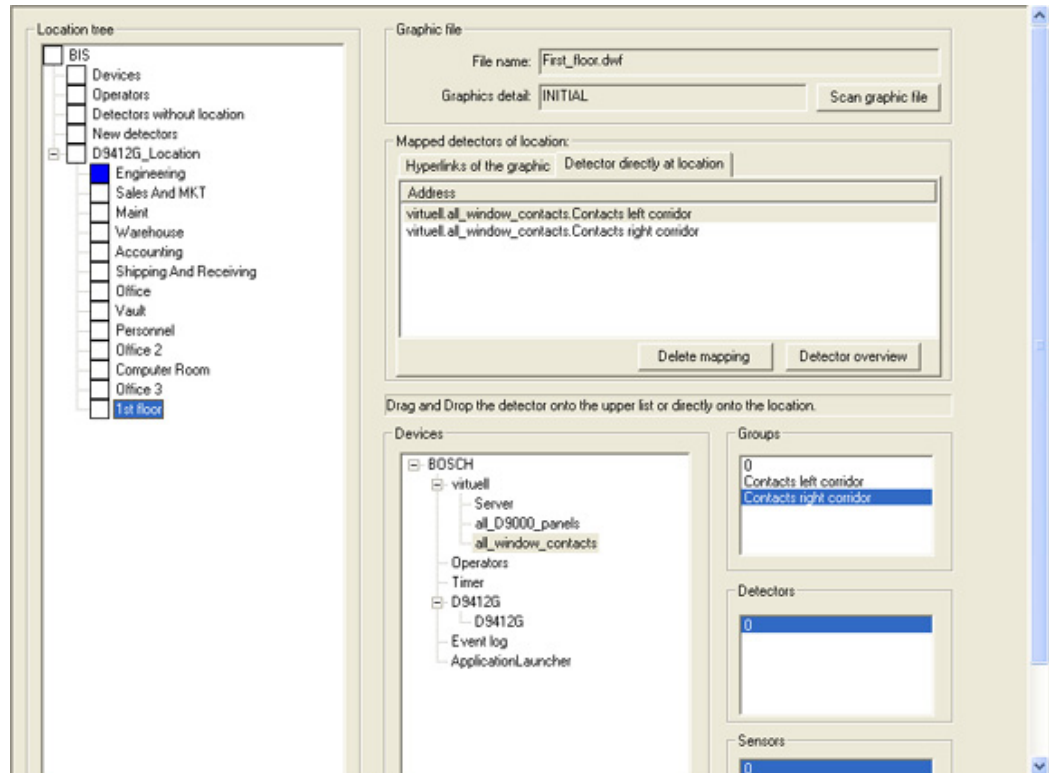 Location tree
BIS
Devices
Operators
Detectors without location
New detectors
D9412G_Location
Engineering
Sales And MKT
Maint
Warehouse
Accounting
Shipping And Receiving
Office
Vault
Personnel
Office 2
Computer Room
Office 3
1st floor
Graphic file
File name: First_floor.dwf
Graphics detail: INITIAL Scan graphic file
Mapped detectors of location:
Hyperlinks of the graphic Detector directly at location
Address
virtuell.all_window_contacts.Contacts left corridor
virtuell.all_window_contacts.Contacts right corridor
Delete mapping Detector overview
Drag and Drop the detector onto the upper list or directly onto the location.
Devices
BOSCH
virtuell
Server
all_D9000_panels
all_window_contacts
Operators
Timer
D9412G
D9412G
Event log
ApplicationLauncher
Groups
0
Contacts left corridor
Contacts right corridor
Detectors
0
Sensors
0